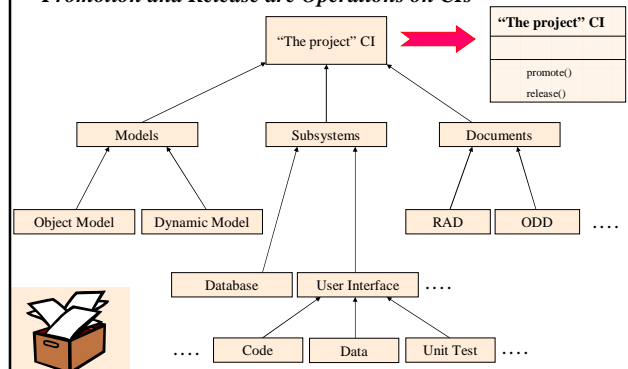 Promotion and Release are Operations on CIs
"The project" CI
"The project" CI
promote()
release()
Models
Subsystems
Documents
Object Model
Dynamic Model
RAD
ODD
....
Database
User Interface
....
....
Code
Data
Unit Test
....